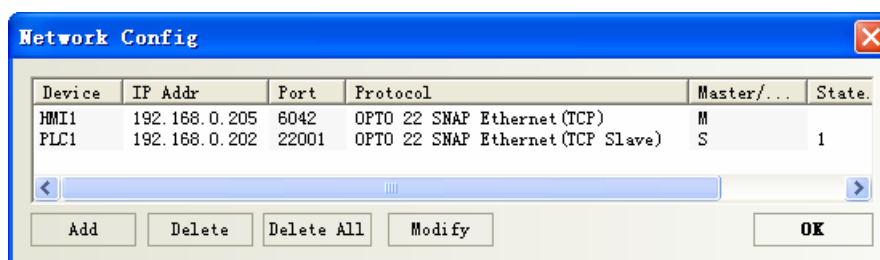 Network Config
Device IP Addr Port Protocol Master/... State.
HMI1 192.168.0.205 6042 OPTO 22 SNAP Ethernet(TCP) M
PLC1 192.168.0.202 22001 OPTO 22 SNAP Ethernet(TCP Slave) S 1
Add Delete Delete All Modify OK